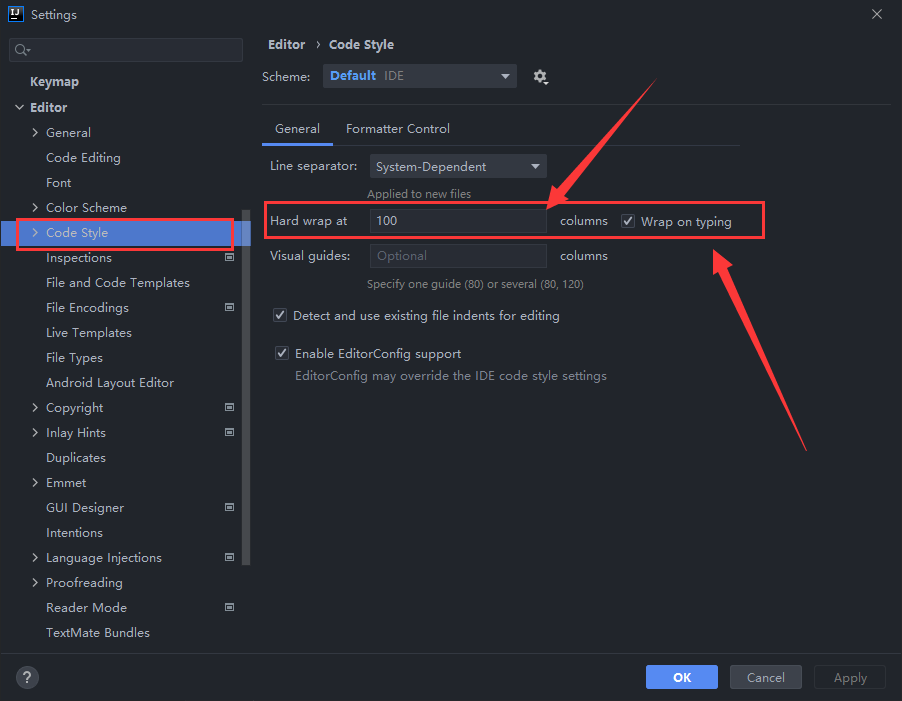 Settings
Keymap
Editor
General
Code Editing
Font
Color Scheme
Code Style
Inspections
File and Code Templates
File Encodings
Live Templates
File Types
Android Layout Editor
Copyright
Inlay Hints
Duplicates
Emmet
GUI Designer
Intentions
Language Injections
Proofreading
Reader Mode
TextMate Bundles
Editor › Code Style
Scheme: Default IDE
General Formatter Control
Line separator: System-Dependent
Applied to new files
Hard wrap at 100 columns Wrap on typing
Visual guides: Optional columns
Specify one guide (80) or several (80, 120)
Detect and use existing file indents for editing
Enable EditorConfig support
EditorConfig may override the IDE code style settings
? OK Cancel Apply